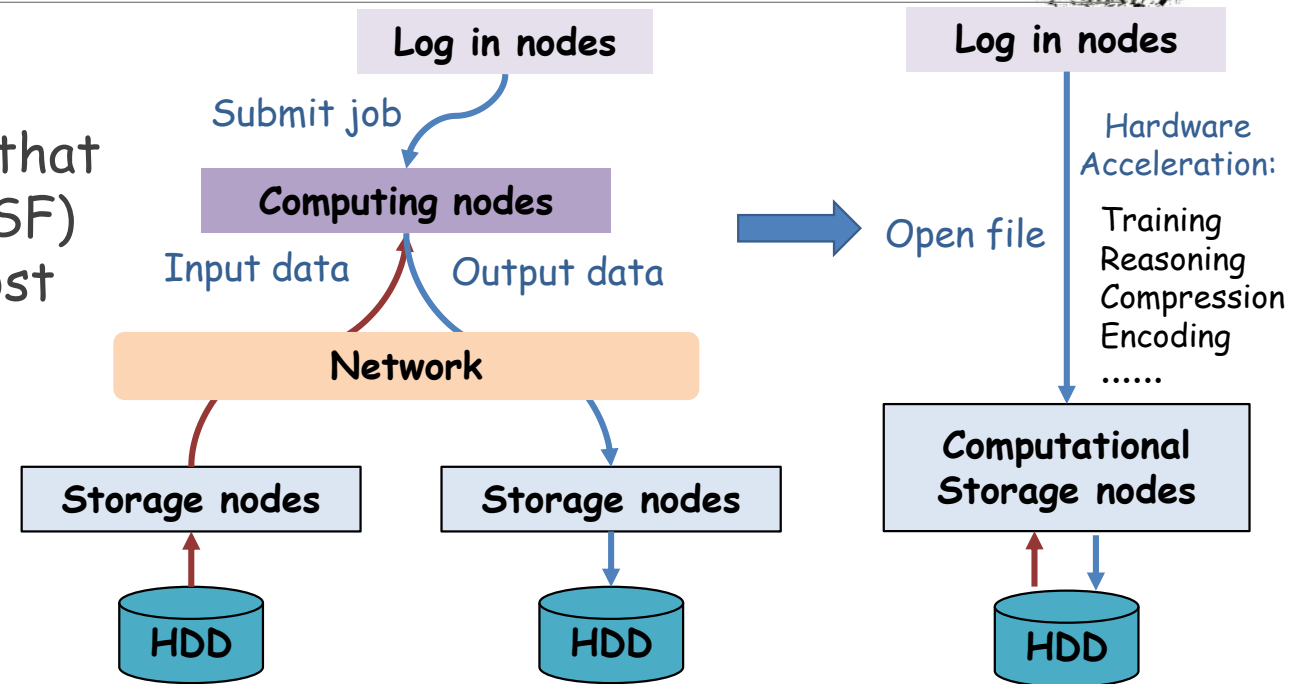 that
SF)
ost
Log in nodes
Submit job
Computing nodes
Input data
Output data
Network
Storage nodes
Storage nodes
HDD
HDD
Log in nodes
Open file
Hardware
Acceleration:
Training
Reasoning
Compression
Encoding
......
Computational
Storage nodes
HDD